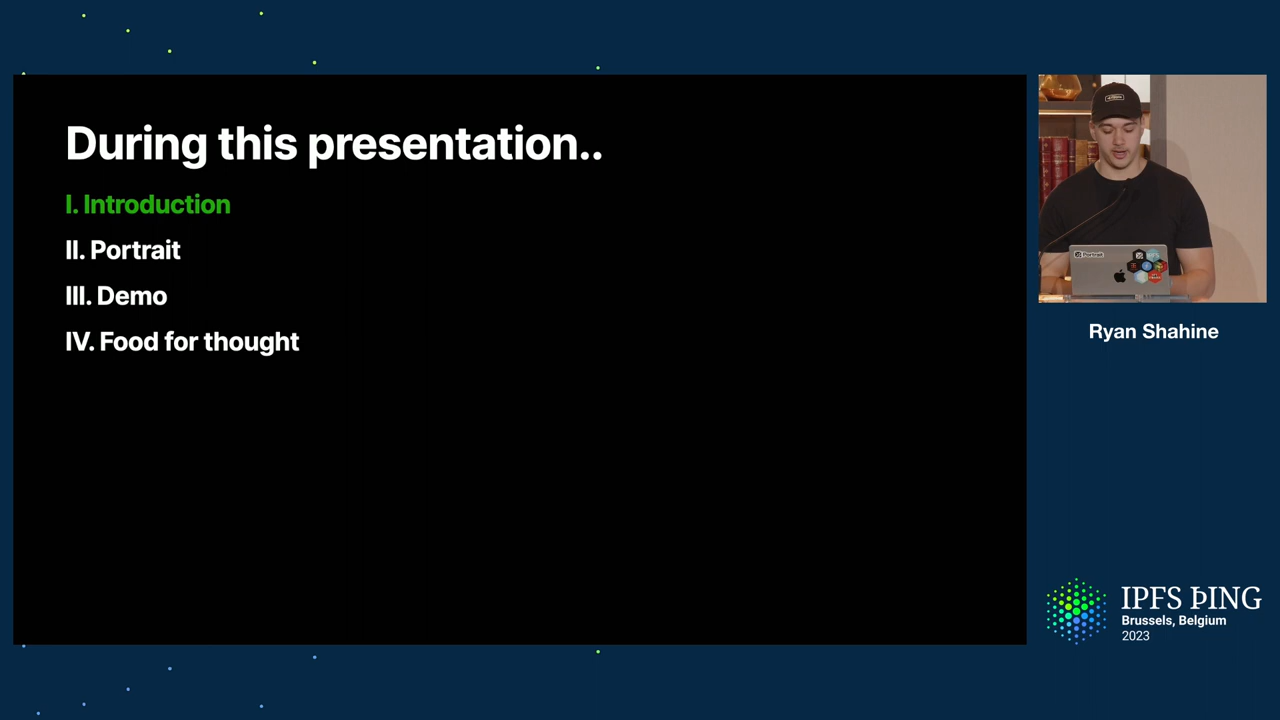 During this presentation..
I. Introduction
II. Portrait
III. Demo
IV. Food for thought
Portrait
Ryan Shahine
IPFS ÞING
Brussels, Belgium
2023